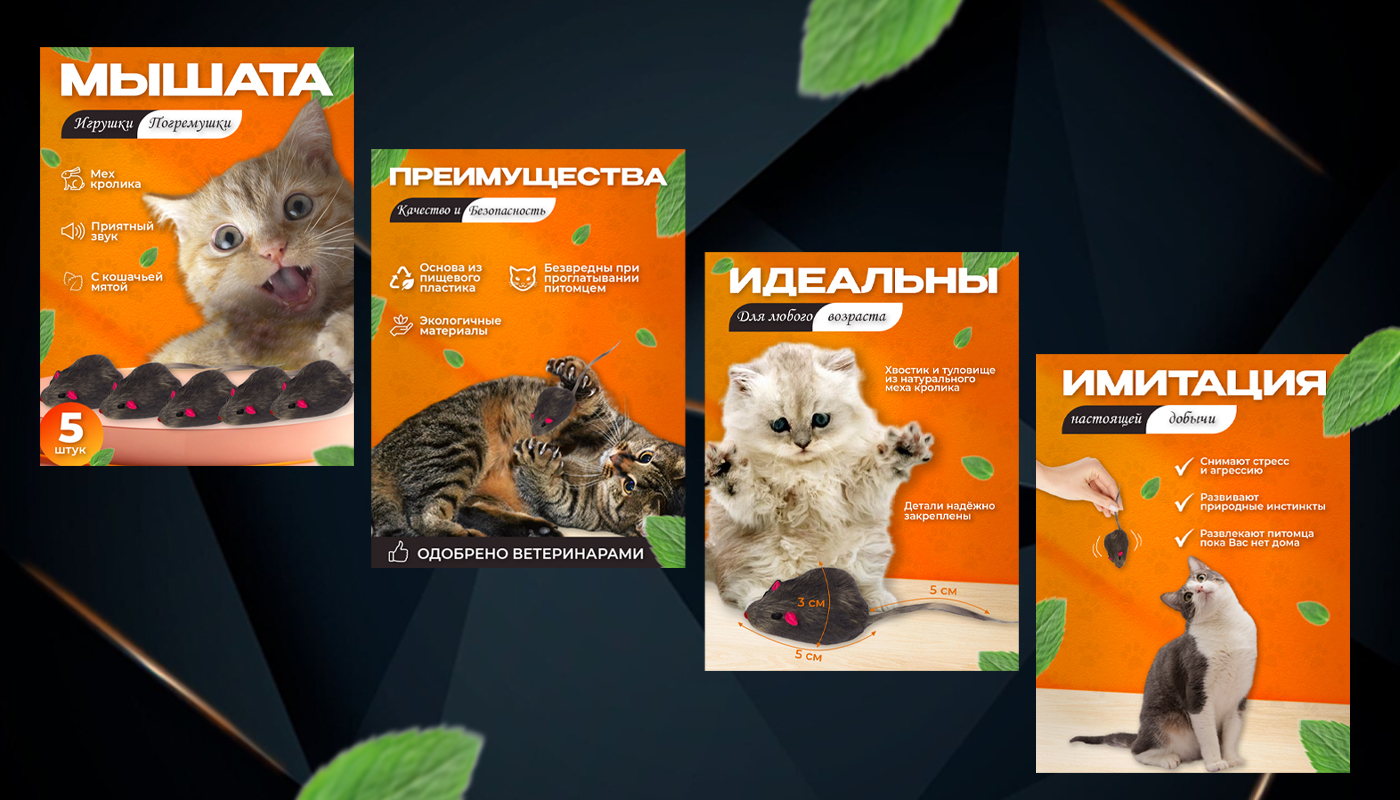 МЫШАТА
Игрушки Погремушки
Мех
кролика
Приятный
звук
С кошачьей
мятой
5
штук
ПРЕИМУЩЕСТВА
Качество и Безопасность
Основа из
пищевого
пластика
Безвредны при
проглатывании
питомцем
Экологичные
материалы
ОДОБРЕНО ВЕТЕРИНАРАМИ
ИДЕАЛЬНЫ
Для любого возраста
Хвостик и туловище
из натурального
меха кролика
Детали надёжно
закреплены
3 см
5 см
5 см
ИМИТАЦИЯ
настоящей добычи
Снимают стресс
и агрессию
Развивают
природные инстинкты
Развлекают питомца
пока Вас нет дома